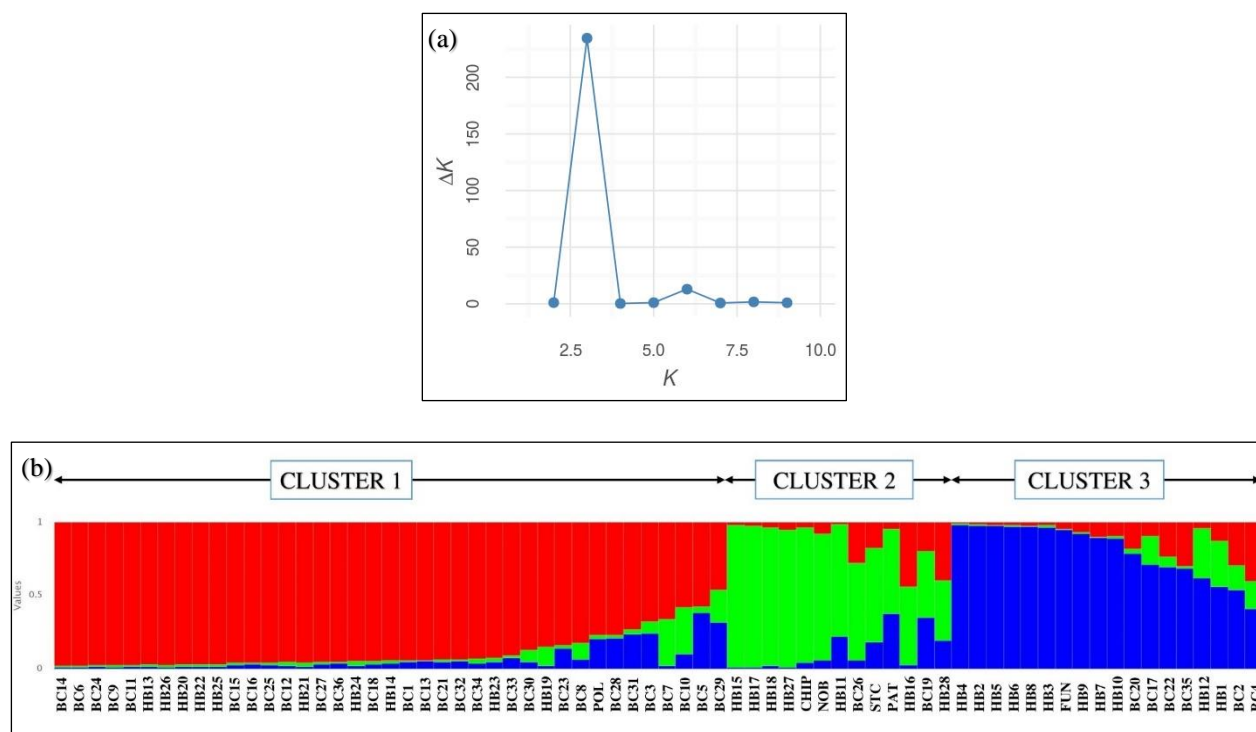 (a)
200
150
100
50
0
ΔK
2.5 5.0 7.5 10.0
K
(b)
CLUSTER 1 CLUSTER 2 CLUSTER 3
1
0.5
0
Values
BC14
BC6
BC24
BC9
BC11
HB13
HB26
HB20
HB22
HB25
BC15
BC16
BC25
BC12
HB21
BC27
BC36
HB24
BC18
HB14
BC1
BC13
BC21
BC32
BC34
HB23
BC33
BC30
HB19
BC23
BC8
POL
BC28
BC31
BC3
BC7
BC10
BC5
BC29
HB15
HB17
HB18
HB27
CHIP
NOB
HB11
BC26
STC
PAT
HB16
BC19
HB28
HB4
HB2
HB5
HB6
HB8
HB3
FUN
HB9
HB7
HB10
BC20
BC17
BC22
BC35
HB12
HB1
BC2